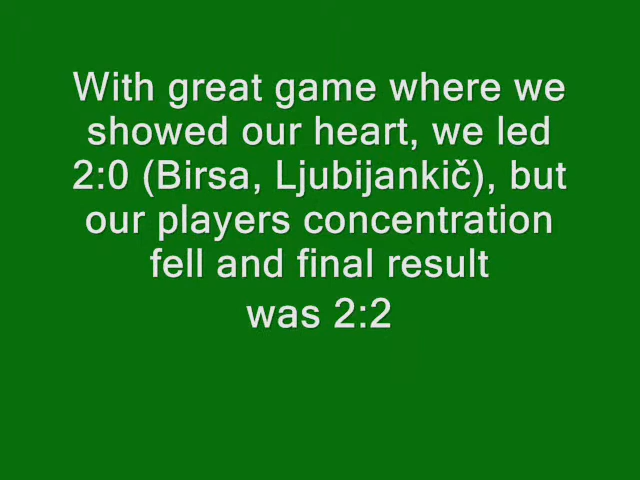 With great game where we
showed our heart, we led
2:0 (Birsa, Ljubijankič), but
our players concentration
fell and final result
was 2:2